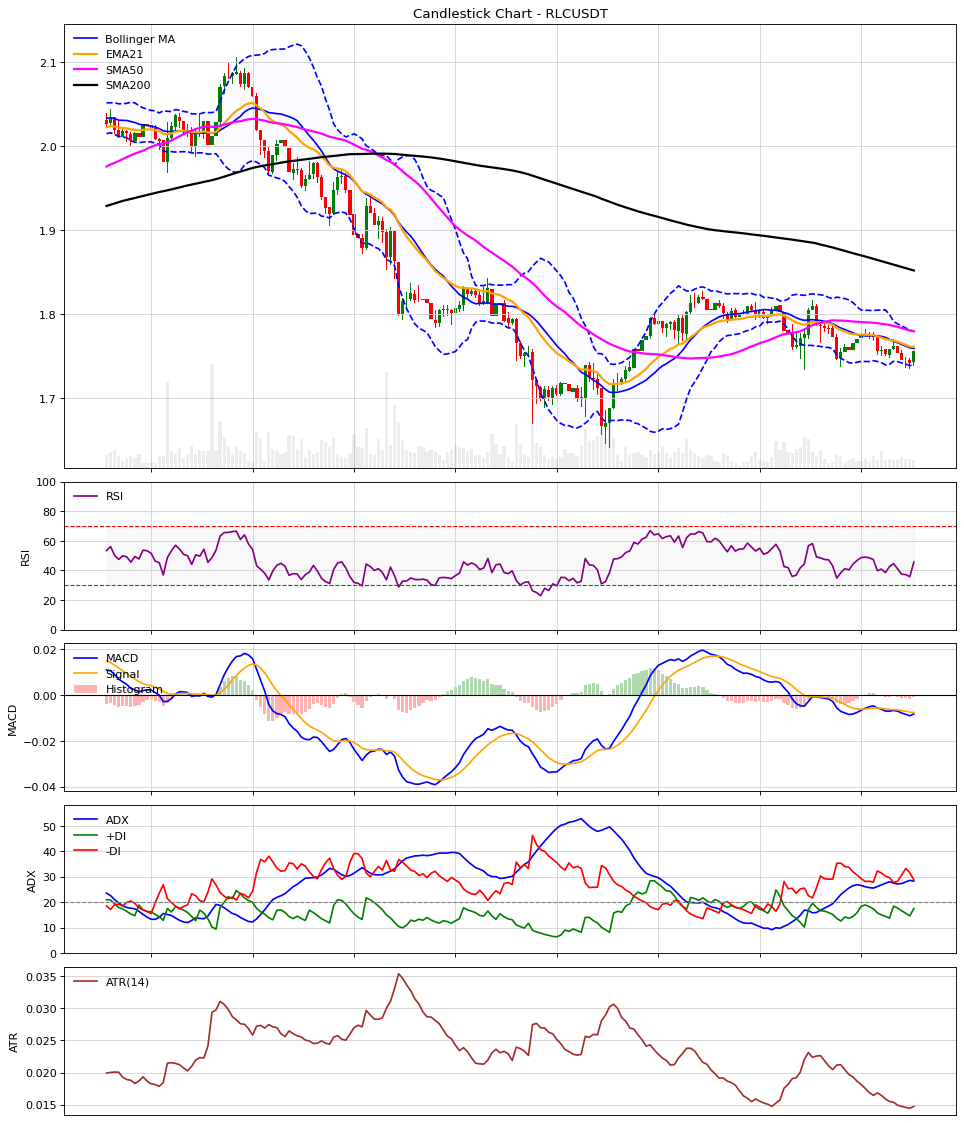 Candlestick Chart - RLCUSDT
Bollinger MA
EMA21
SMA50
SMA200
2.1
2.0
1.9
1.8
1.7
RSI
RSI
100
80
60
40
20
0
MACD
Signal
Histogram
MACD
0.02
0.00
−0.02
−0.04
ADX
+DI
-DI
ADX
50
40
30
20
10
0
ATR(14)
ATR
0.035
0.030
0.025
0.020
0.015